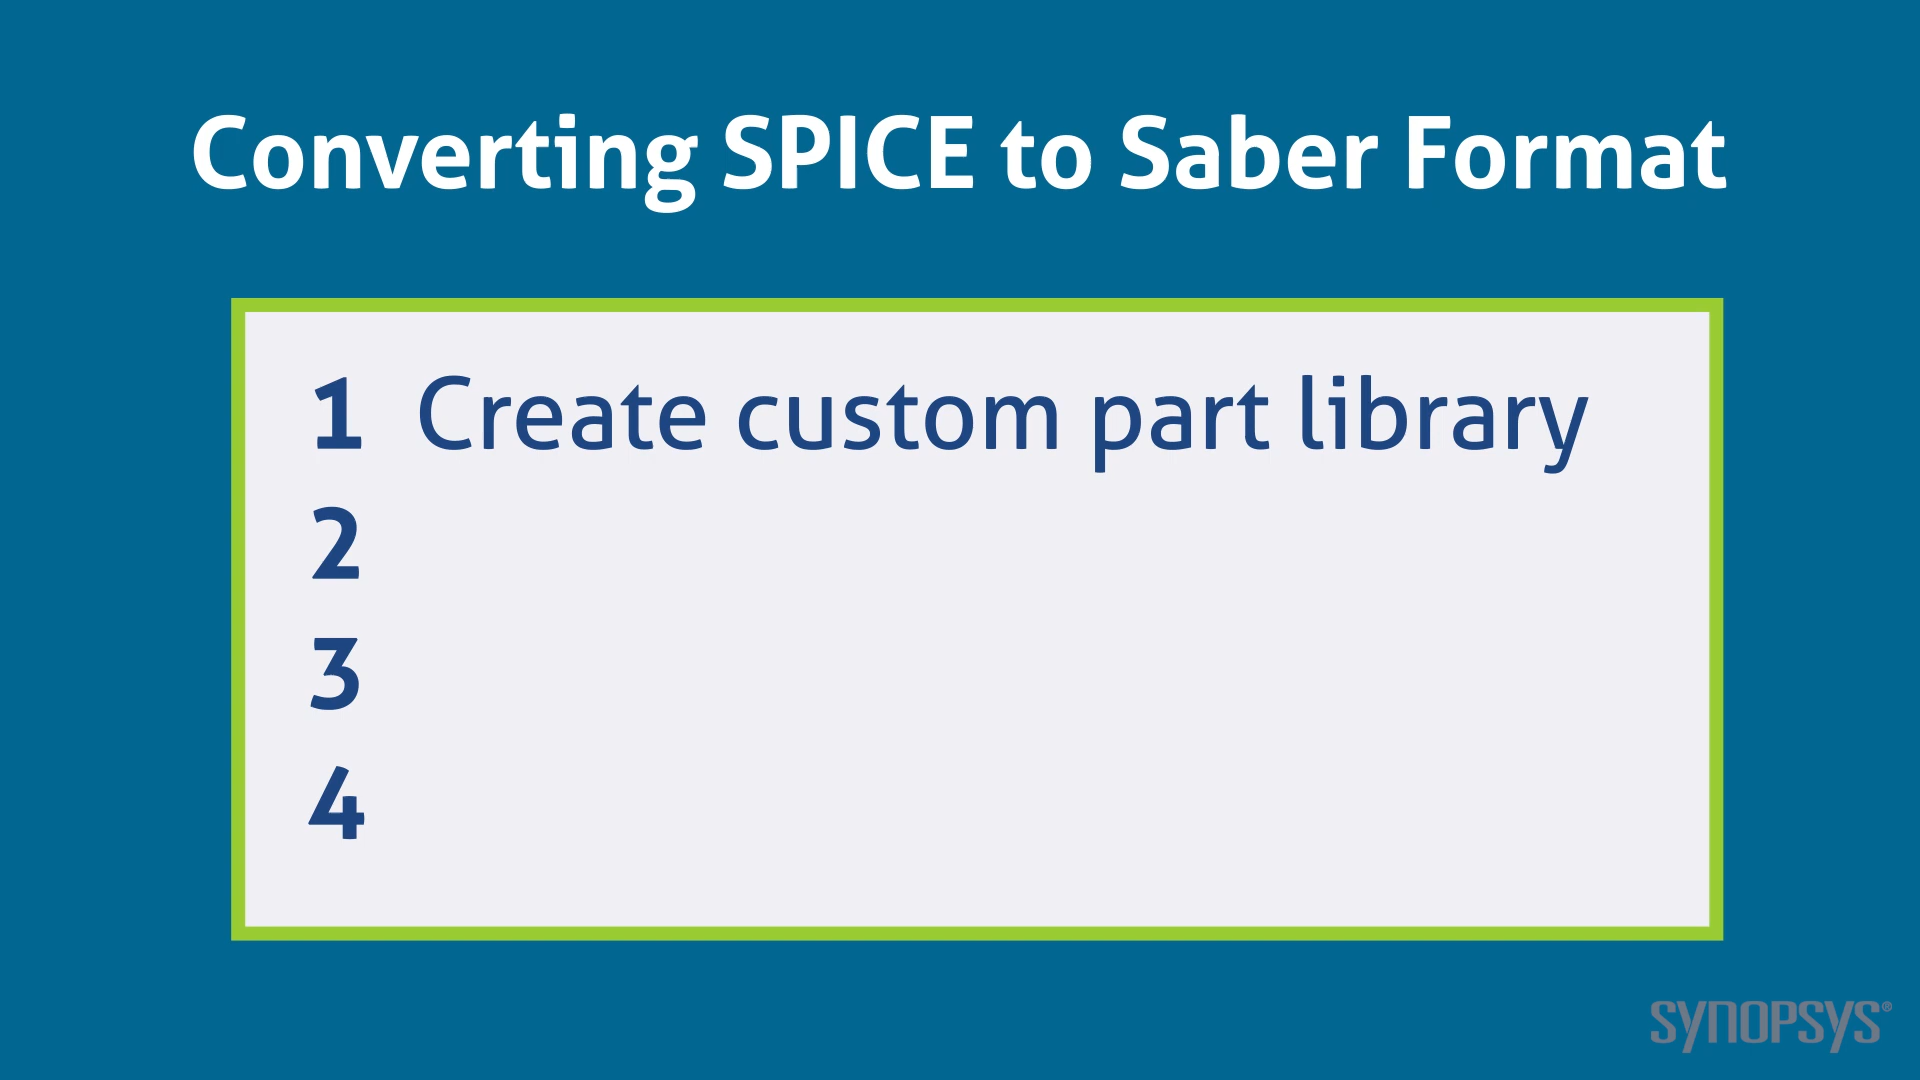 Converting SPICE to Saber Format
1 Create custom part library
2
3
4
SYNOPSYS®